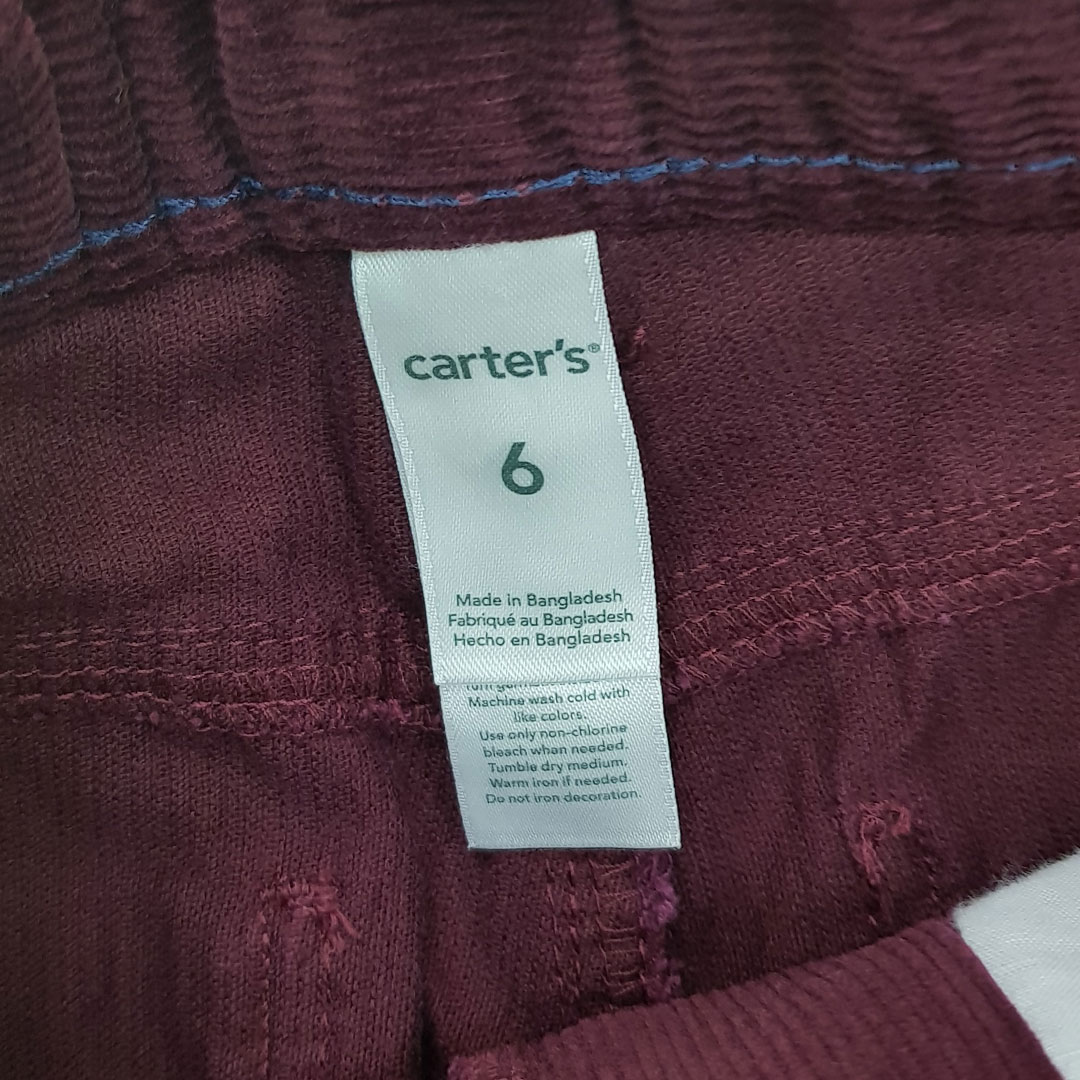 carter's®
6
Made in Bangladesh
Fabriqué au Bangladesh
Hecho en Bangladesh
Machine wash cold with
like colors.
Use only non-chlorine
bleach when needed.
Tumble dry medium.
Warm iron if needed.
Do not iron decoration.